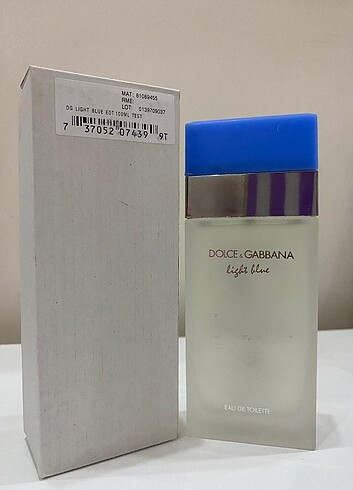 MAT: 81089455
RME:
LOT: 0139709037
DG LIGHT BLUE EDT 100ML TEST
7 37052 07439 9T
DOLCE & GABBANA
light blue
EAU DE TOILETTE